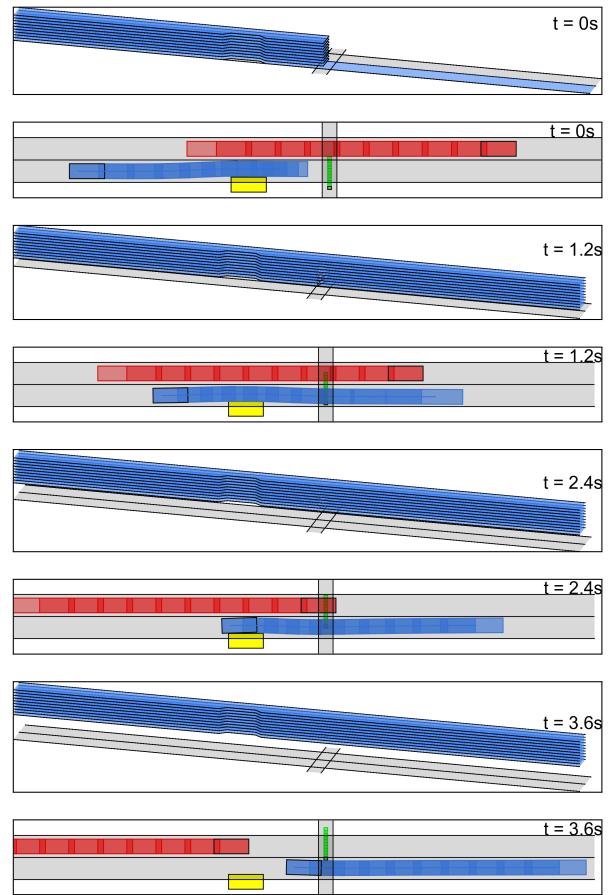 t = 0s
t = 0s
t = 1.2s
t = 1.2s
t = 2.4s
t = 2.4s
t = 3.6s
t = 3.6s